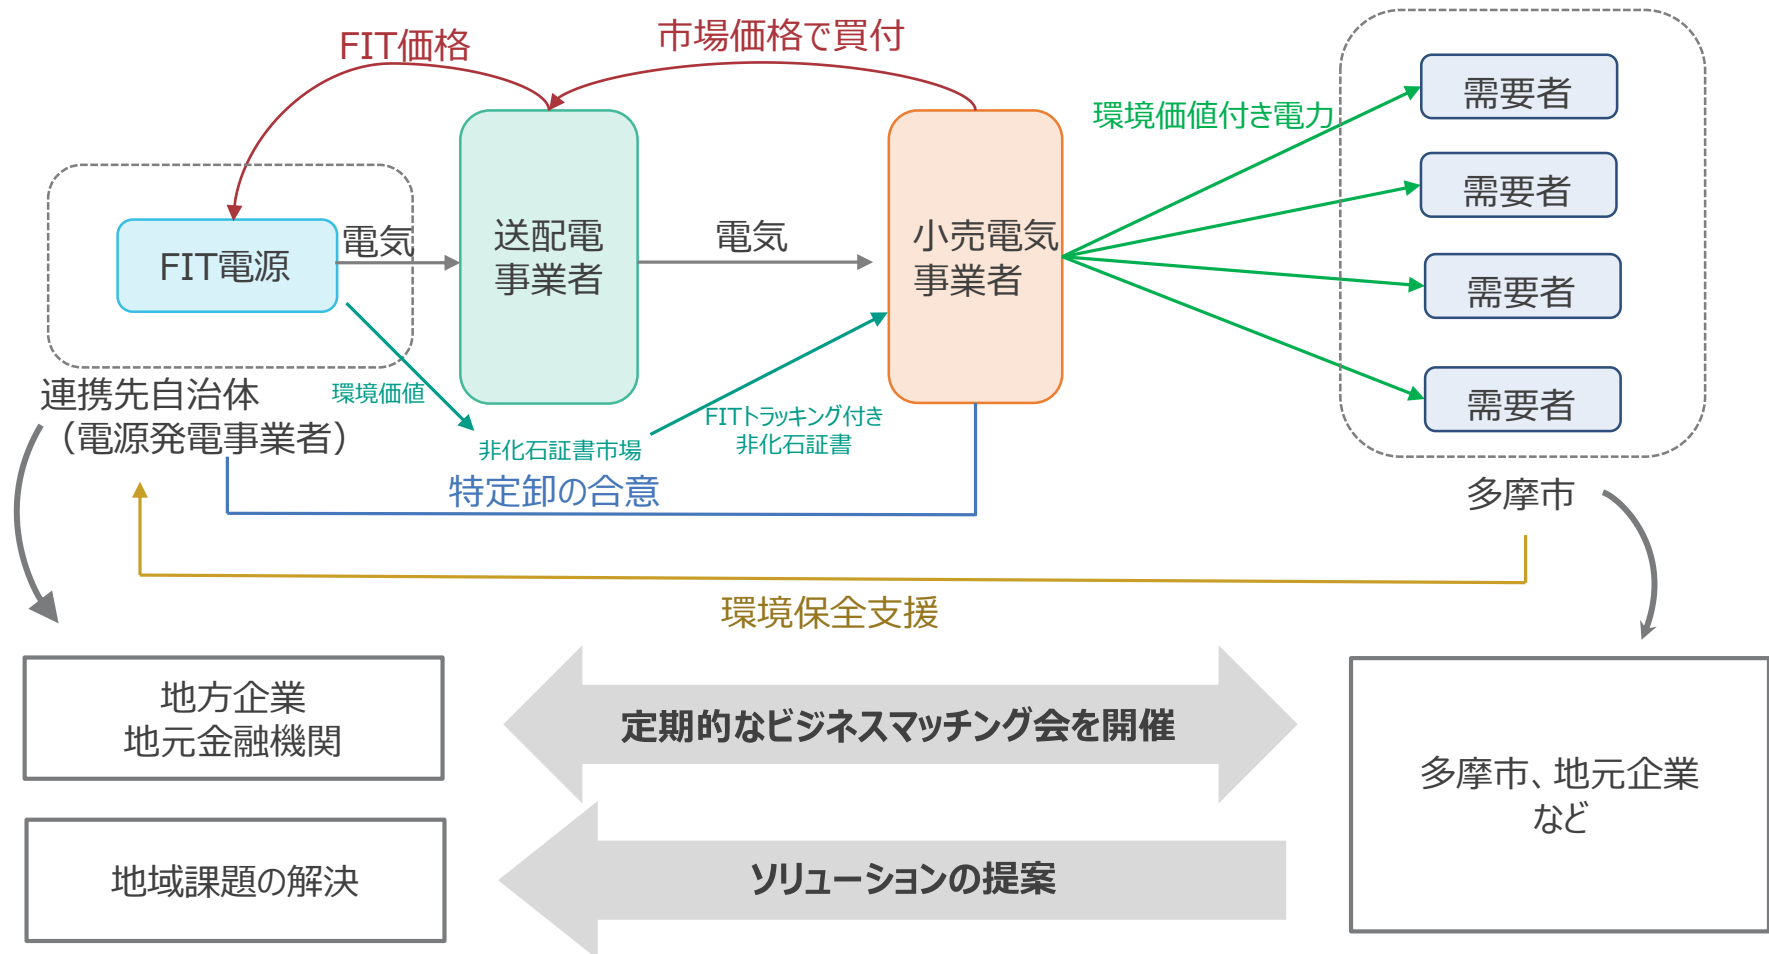 FIT価格
市場価格で買付
環境価値付き電力
需要者
需要者
需要者
需要者
FIT電源
電気
送配電
事業者
電気
小売電気
事業者
連携先自治体
（電源発電事業者）
環境価値
非化石証書市場
FITトラッキング付き
非化石証書
特定卸の合意
多摩市
環境保全支援
地方企業
地元金融機関
定期的なビジネスマッチング会を開催
多摩市、地元企業
など
地域課題の解決
ソリューションの提案